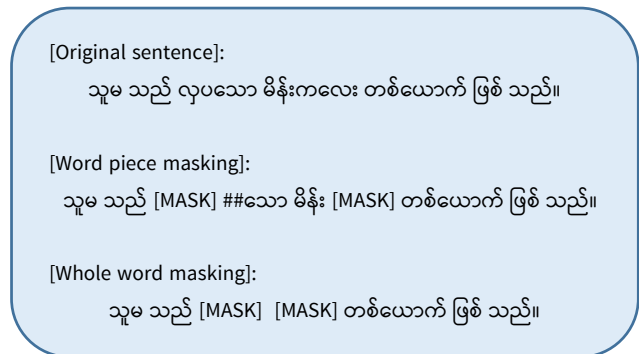 [Original sentence]:
သူမ သည် လှပသော မိန်းကလေး တစ်ယောက် ဖြစ် သည်။
[Word piece masking]:
သူမ သည် [MASK] ##သော မိန်း [MASK] တစ်ယောက် ဖြစ် သည်။
[Whole word masking]:
သူမ သည် [MASK] [MASK] တစ်ယောက် ဖြစ် သည်။